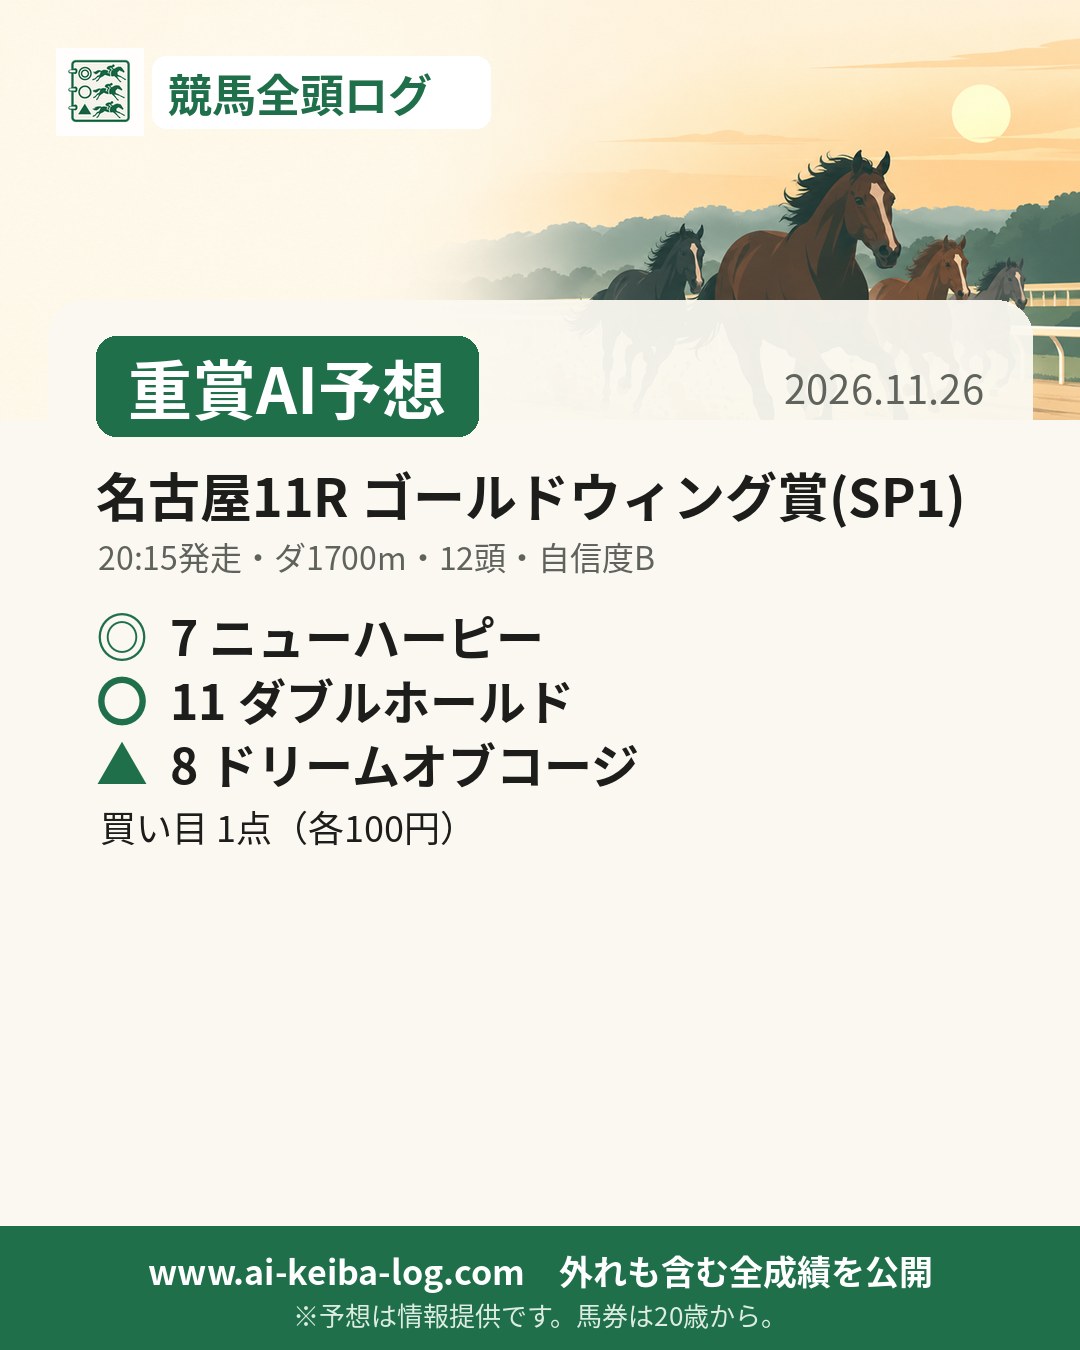 競馬全頭ログ
重賞AI予想
2026.11.26
名古屋11R ゴールドウィング賞(SP1)
20:15発走・ダ1700m・12頭・自信度B
◎ 7 ニューハーピー
○ 11 ダブルホールド
▲ 8 ドリームオブコージ
買い目 1点（各100円）
www.ai-keiba-log.com 外れも含む全成績を公開
※予想は情報提供です。馬券は20歳から。